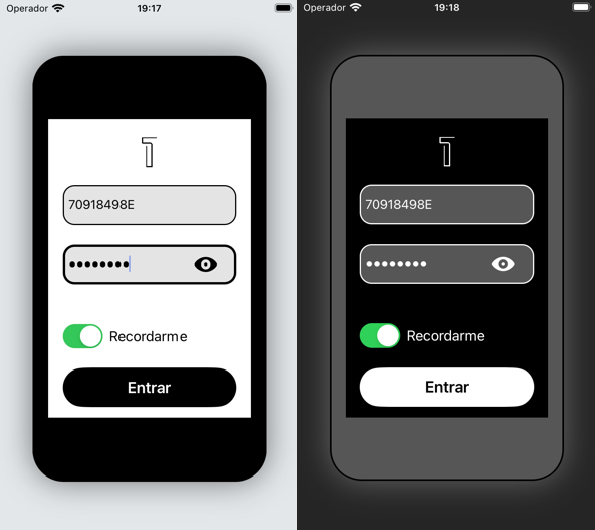 Operador 19:17
70918498E
••••••••
Recordarme
Entrar
Operador 19:18
70918498E
••••••••
Recordarme
Entrar